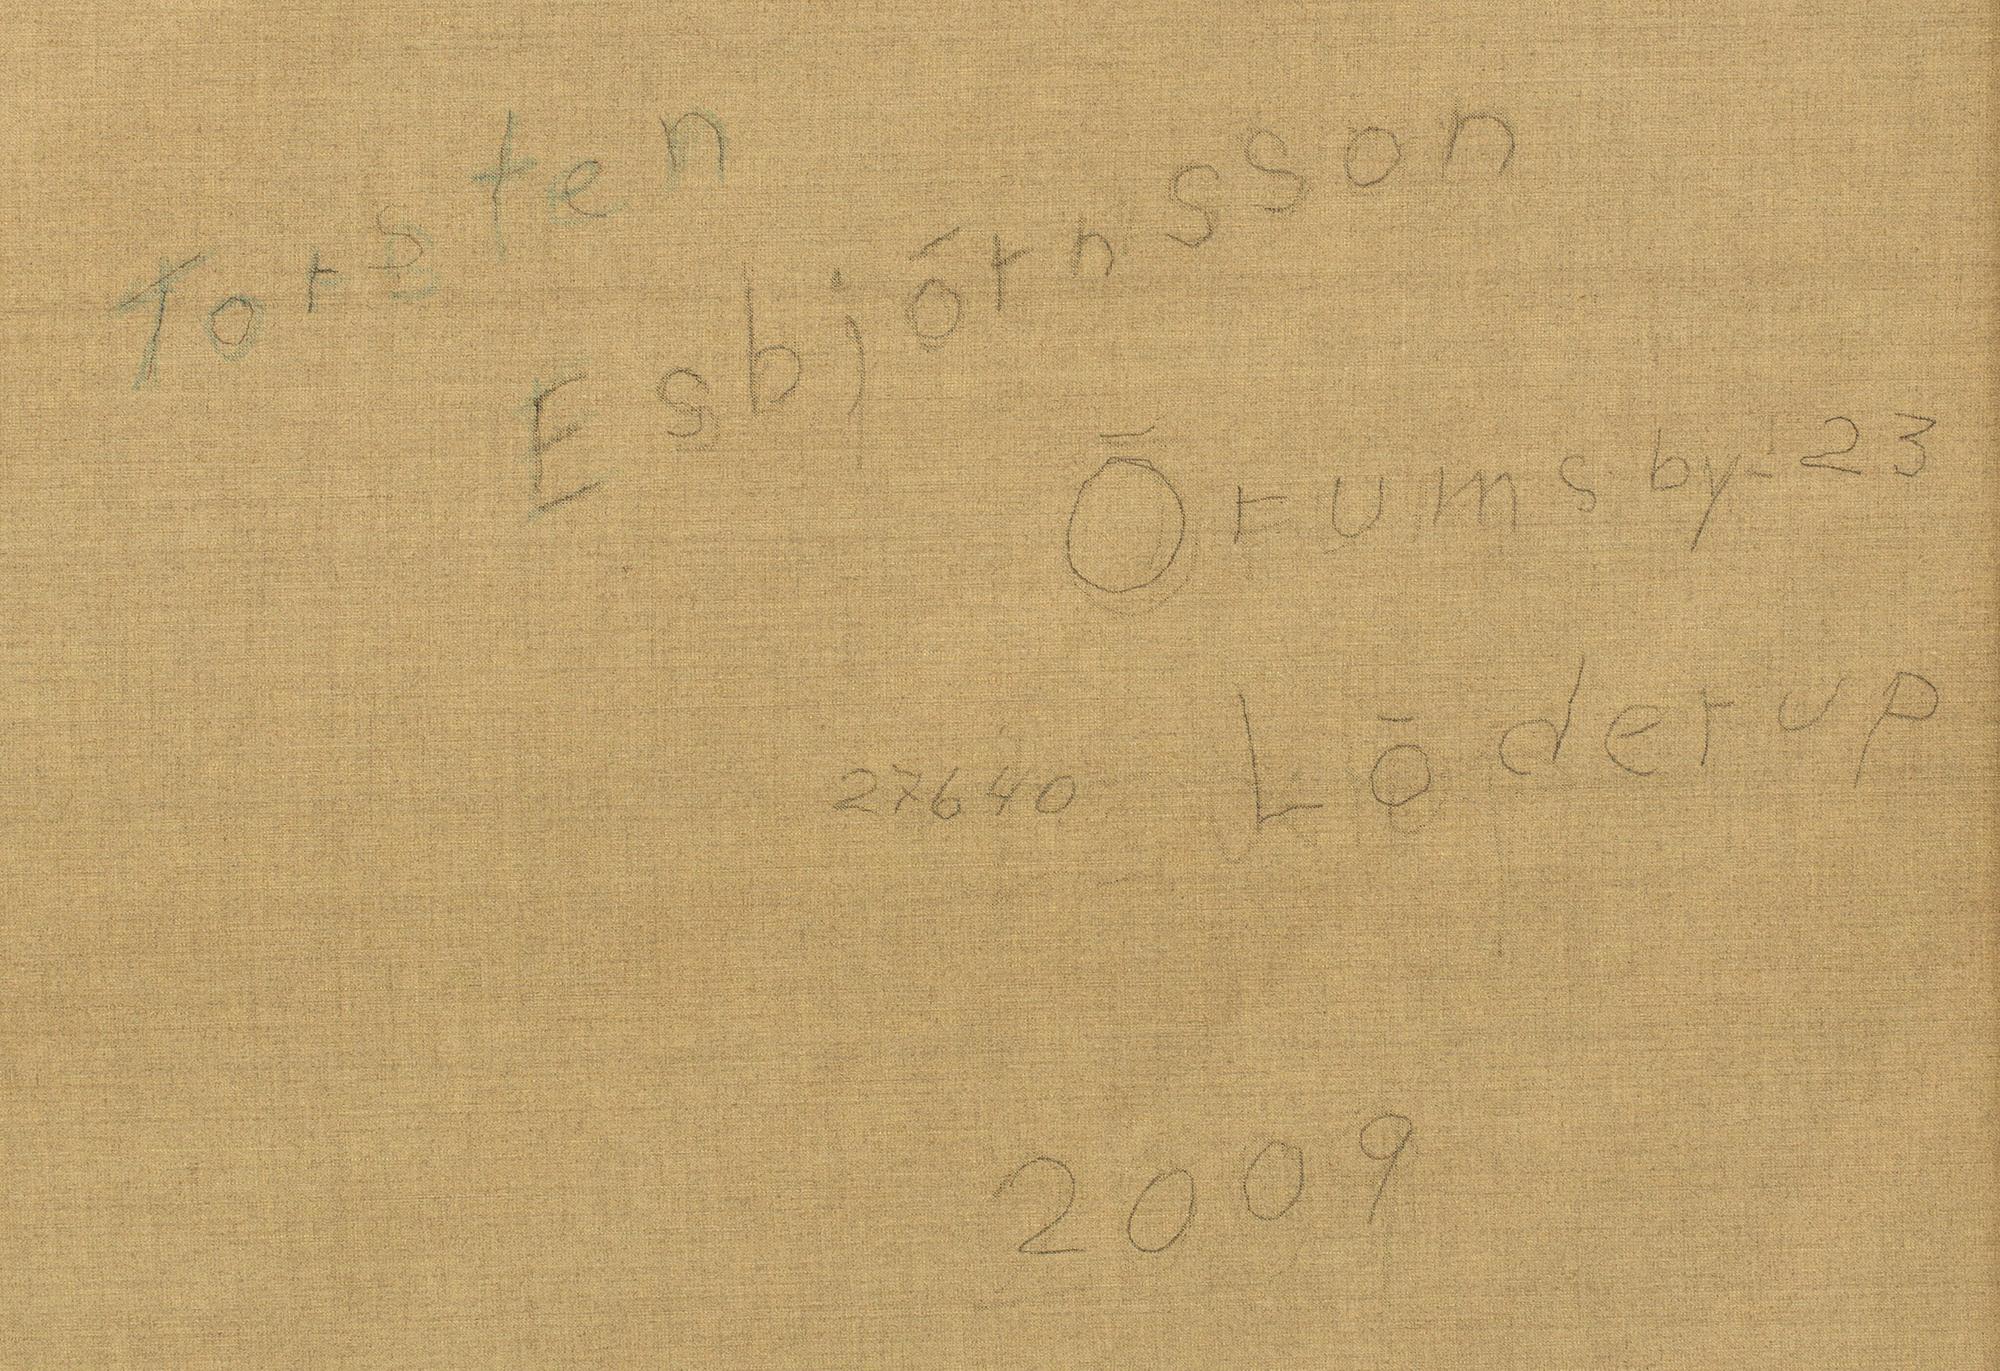 Torsten
Esbjörnsson
Örumsby-23
27640 Löderup
2009